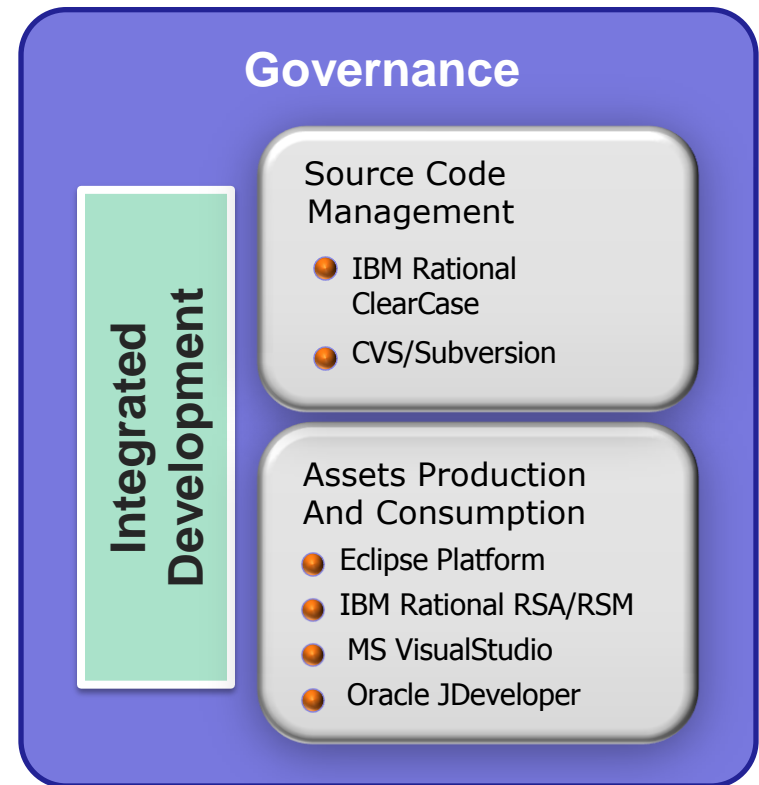 Governance
Integrated
Development
Source Code
Management
IBM Rational
ClearCase
CVS/Subversion
Assets Production
And Consumption
Eclipse Platform
IBM Rational RSA/RSM
MS VisualStudio
Oracle JDeveloper